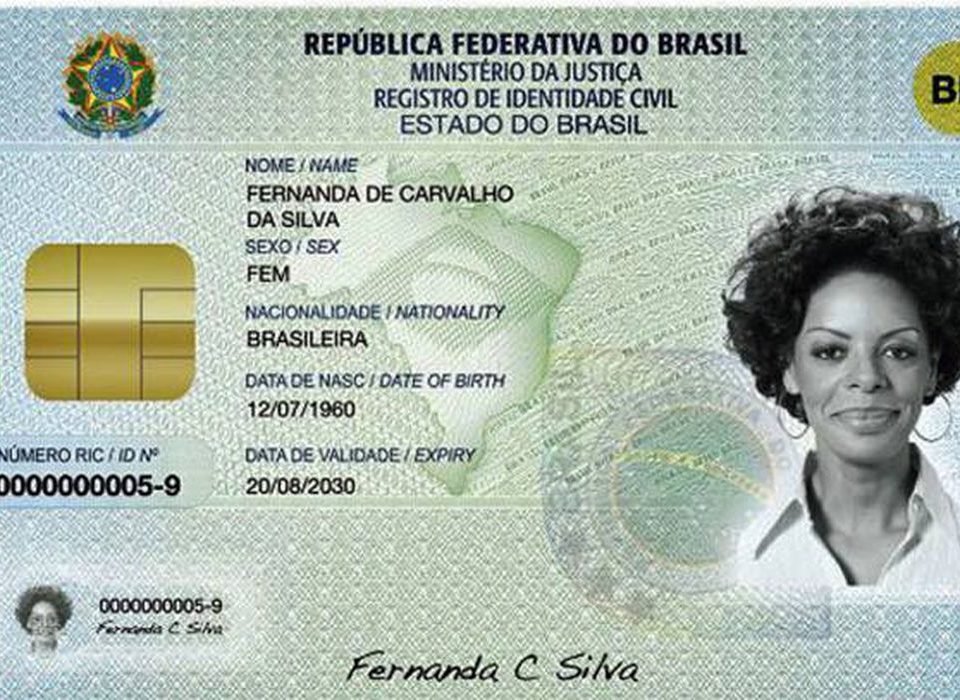 REPÚBLICA FEDERATIVA DO BRASIL
MINISTÉRIO DA JUSTIÇA
REGISTRO DE IDENTIDADE CIVIL
ESTADO DO BRASIL
NOME / NAME
FERNANDA DE CARVALHO
DA SILVA
SEXO / SEX
FEM
NACIONALIDADE / NATIONALITY
BRASILEIRA
DATA DE NASC / DATE OF BIRTH
12/07/1960
NÚMERO RIC / ID Nº
0000000005-9
DATA DE VALIDADE / EXPIRY
20/08/2030
0000000005-9
Fernanda C Silva
Fernanda C Silva